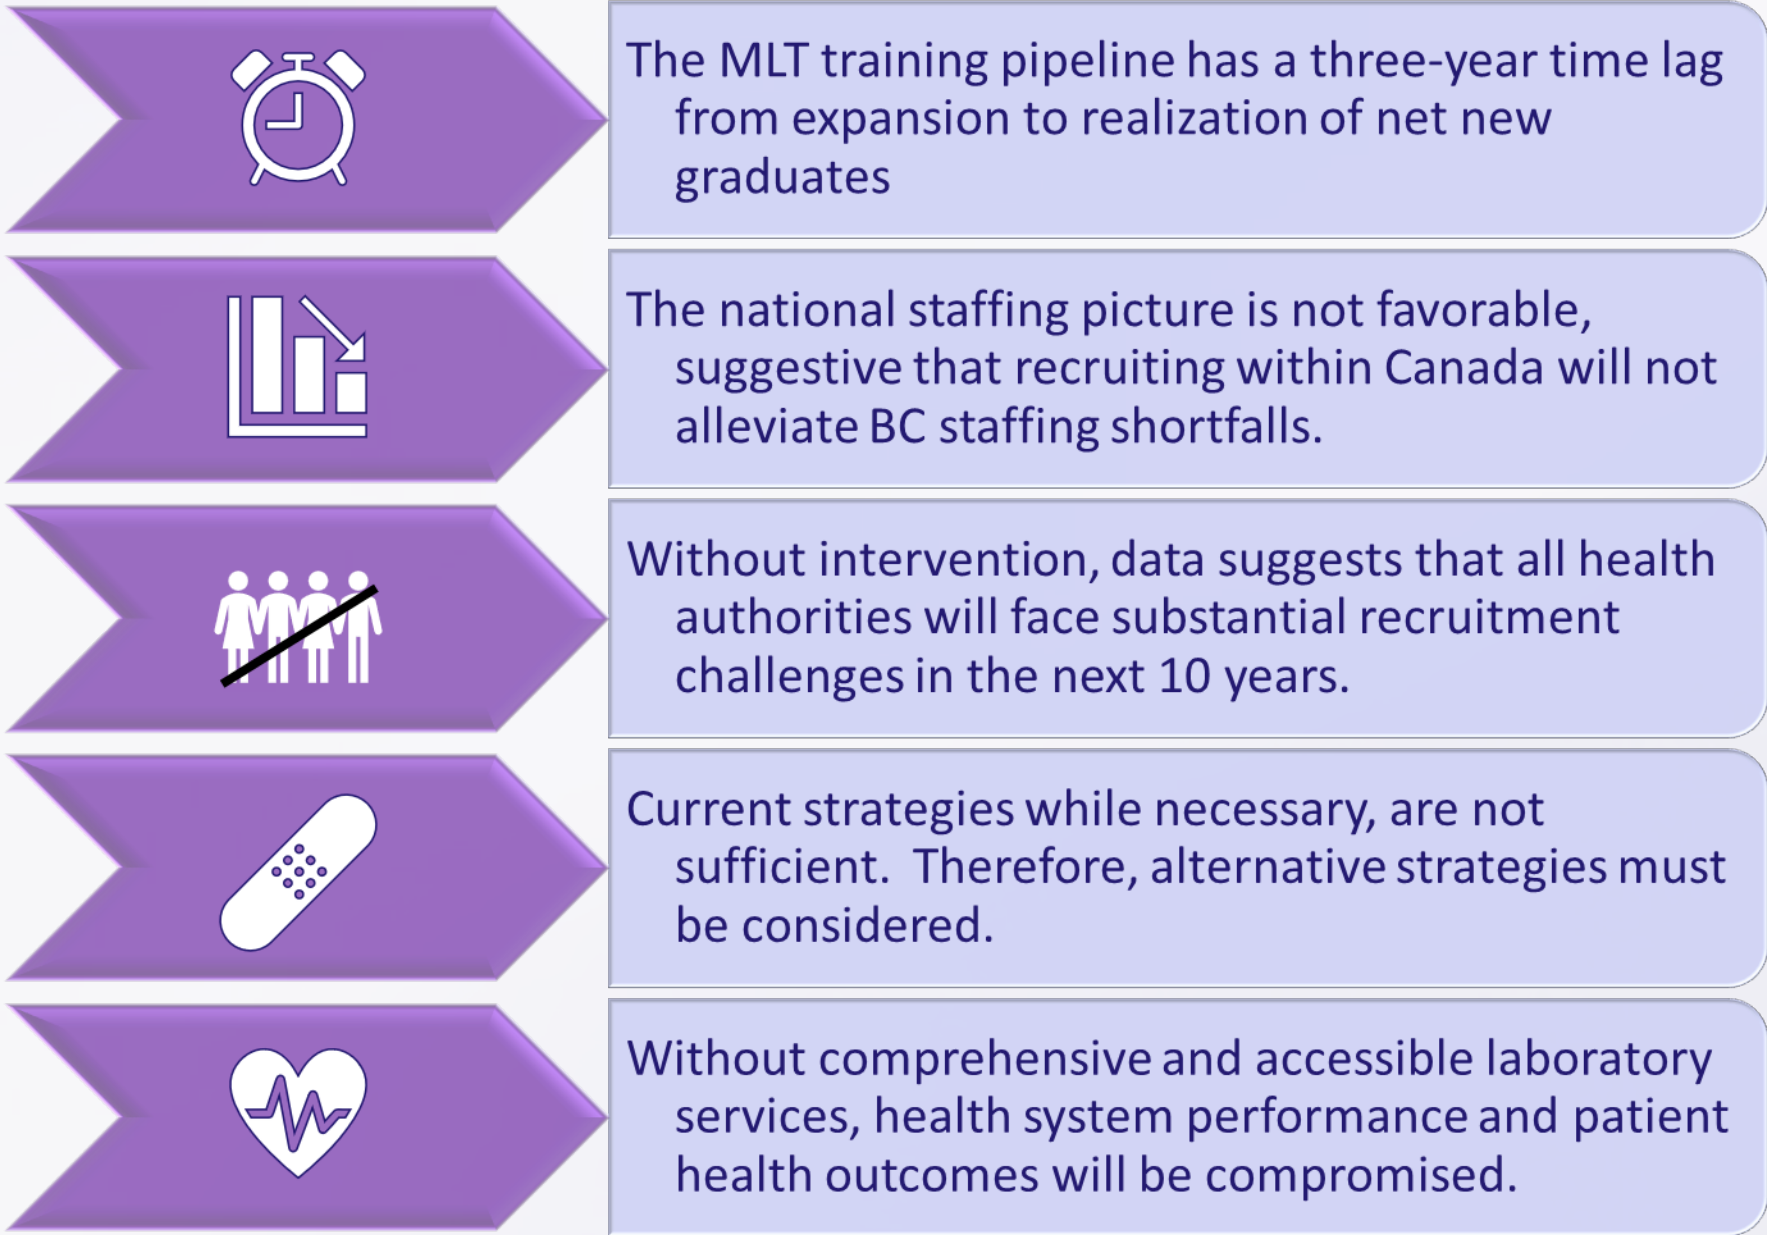 The MLT training pipeline has a three-year time lag
from expansion to realization of net new
graduates
The national staffing picture is not favorable,
suggestive that recruiting within Canada will not
alleviate BC staffing shortfalls.
Without intervention, data suggests that all health
authorities will face substantial recruitment
challenges in the next 10 years.
Current strategies while necessary, are not
sufficient.  Therefore, alternative strategies must
be considered.
Without comprehensive and accessible laboratory
services, health system performance and patient
health outcomes will be compromised.